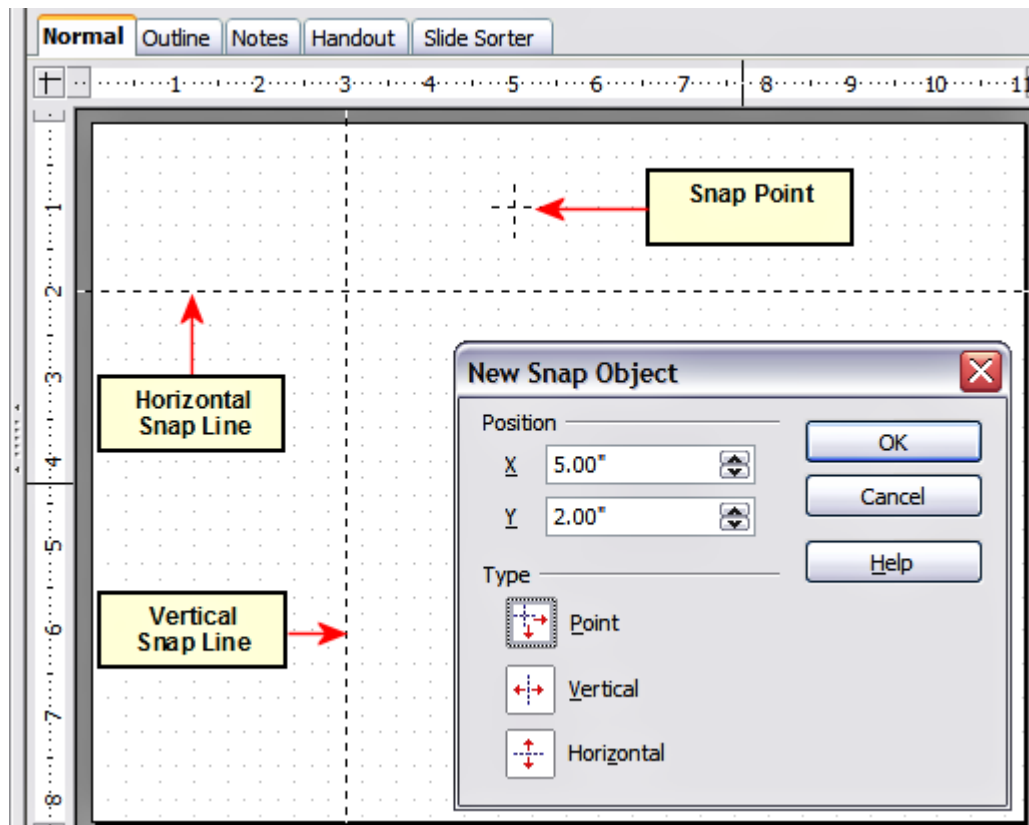 Normal Outline Notes Handout Slide Sorter
1 2 3 4 5 6 7 8 9 10 11
1
2
3
4
5
6
7
8
Snap Point
Horizontal
Snap Line
Vertical
Snap Line
New Snap Object
Position
X 5.00"
Y 2.00"
OK
Cancel
Help
Type
Point
Vertical
Horizontal